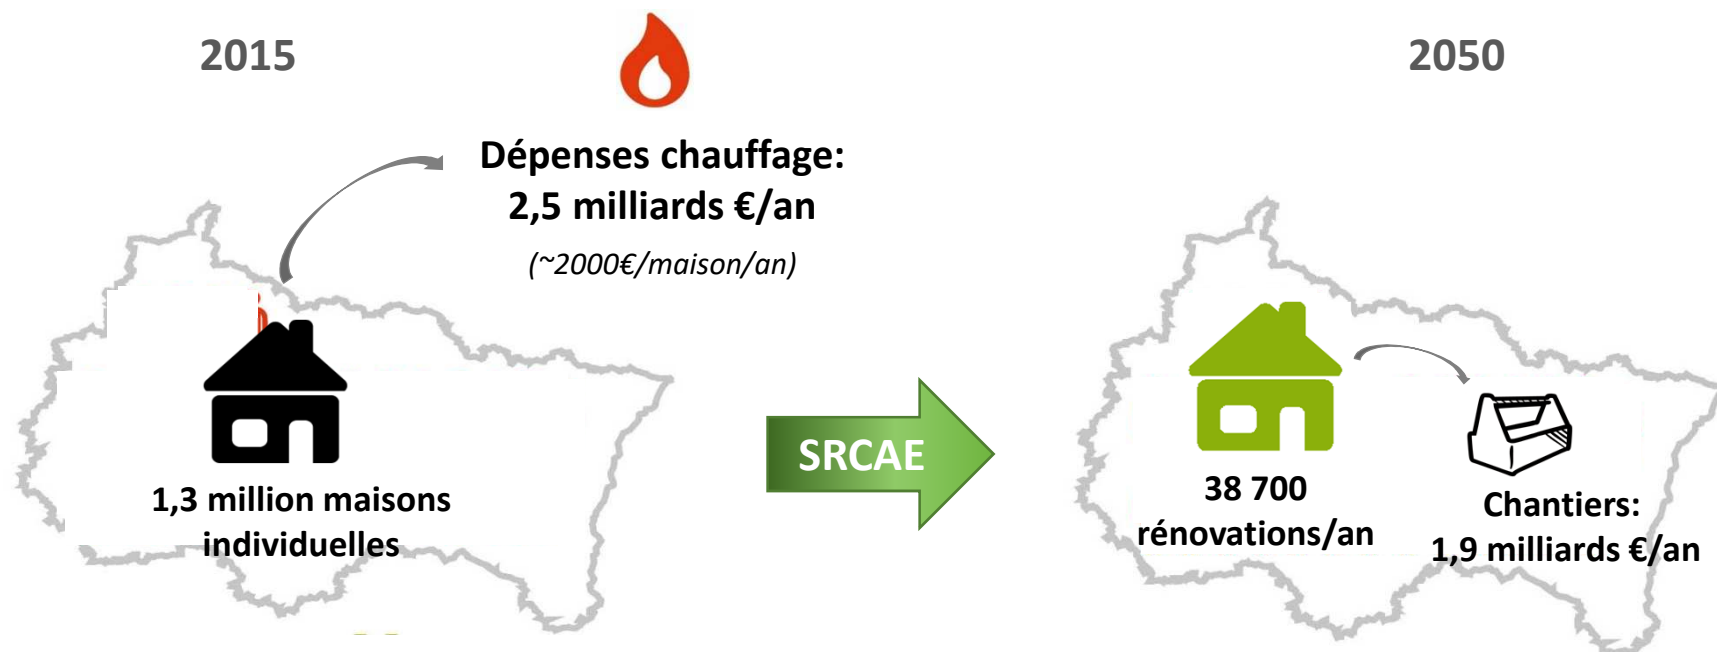 2015
Dépenses chauffage:
2,5 milliards €/an
(~2000€/maison/an)
1,3 million maisons
individuelles
SRCAE
2050
38 700
rénovations/an
Chantiers:
1,9 milliards €/an